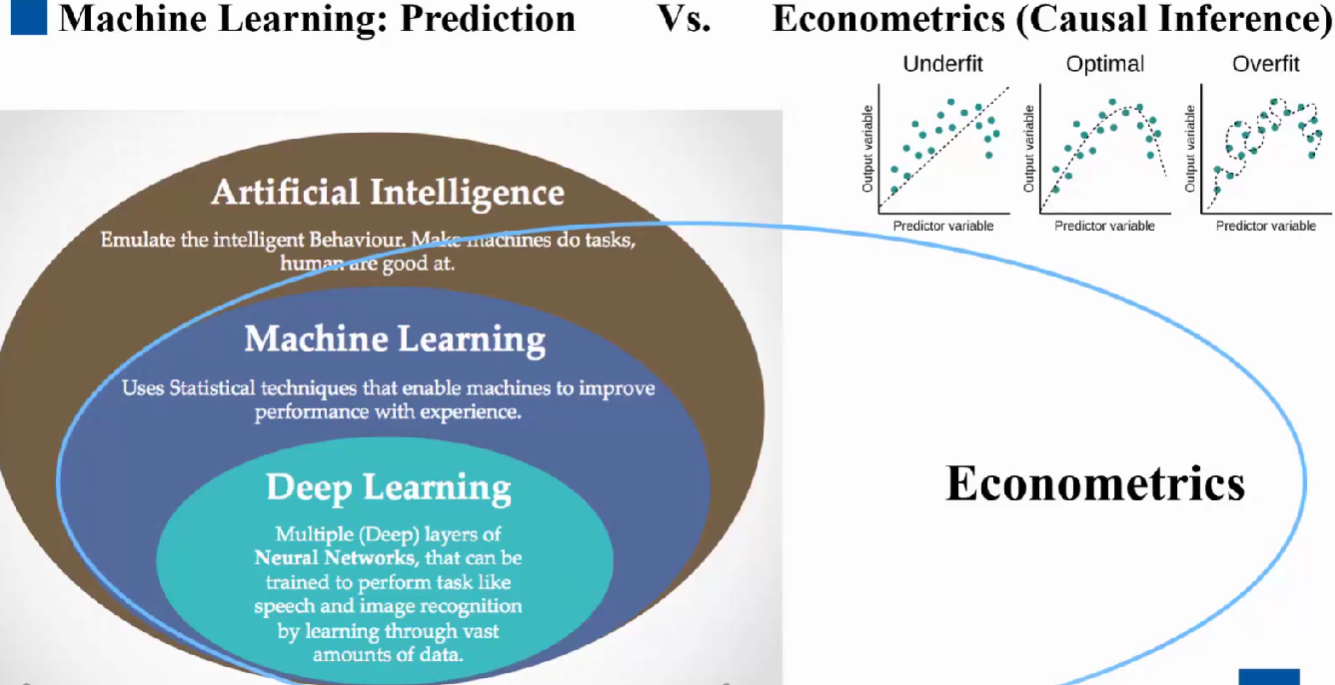 Machine Learning: Prediction Vs. Econometrics (Causal Inference)
Underfit
Optimal
Overfit
Output variable
Predictor variable
Output variable
Predictor variable
Output variable
Predictor variable
Artificial Intelligence
Emulate the intelligent Behaviour. Make machines do tasks,
human are good at.
Machine Learning
Uses Statistical techniques that enable machines to improve
performance with experience.
Deep Learning
Multiple (Deep) layers of
Neural Networks, that can be
trained to perform task like
speech and image recognition
by learning through vast
amounts of data.
Econometrics